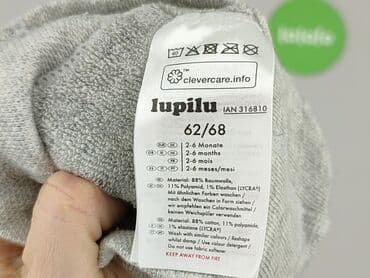 lelolo
40
clevercare.info
™
lupilu IAN 316810
62/68
2-6 Monate
2-6 months
2-6 mois
2-6 meses/mesi
Material: 88% Baumwolle,
11% Polyamid, 1% Elasthan (LYCRA®)
Mit ähnlichen Farben waschen /
nach dem Waschen in Form ziehen /
wir empfehlen ein Colorwaschmittel /
keinen Weichspüler verwenden
Material: 88% cotton, 11% polyamide,
1% elastane (LYCRA®)
Wash with similar colours / Reshape
whilst damp / Use colour detergent /
Do not use fabric softener
KEEP AWAY FROM FIRE